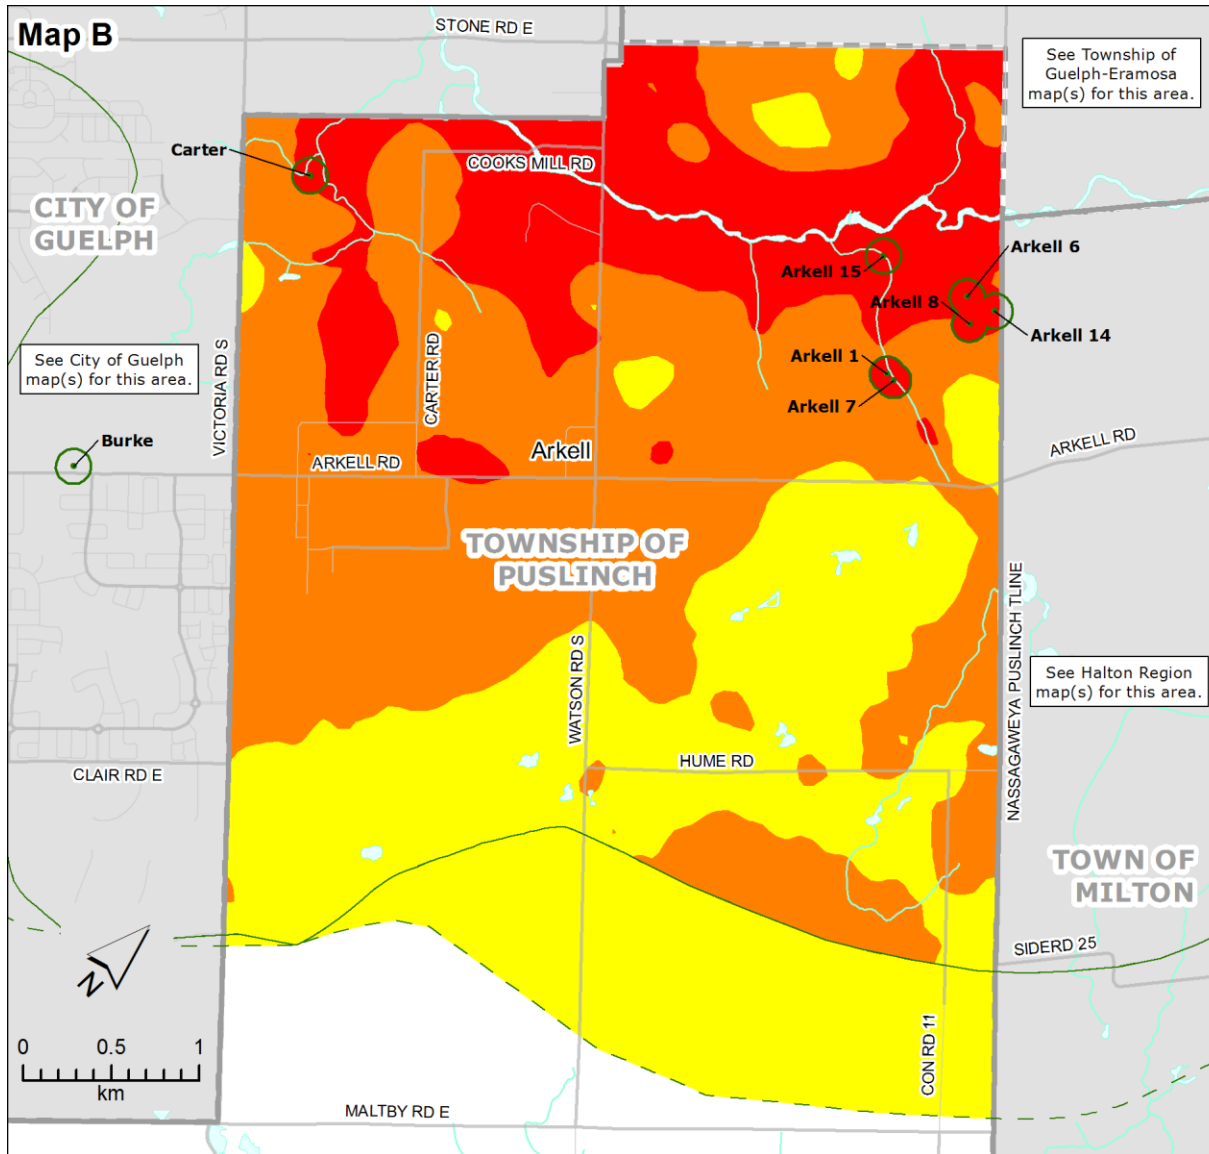 Map B
STONE RD E
See Township of
Guelph-Eramosa
map(s) for this area.
Carter
COOKS MILL RD
CITY OF
GUELPH
Arkell 6
Arkell 15
Arkell 8
Arkell 14
See City of Guelph
map(s) for this area.
VICTORIA RD S
CARTER RD
Arkell 1
Arkell 7
Burke
Arkell
ARKELL RD
ARKELL RD
TOWNSHIP OF
PUSLINCH
NASSAGAWEYA PUSLINCH TLINE
WATSON RD S
See Halton Region
map(s) for this area.
CLAIR RD E
HUME RD
TOWN OF
MILTON
SIDERD 25
N
0 0.5 1
km
CON RD 11
MALTBY RD E